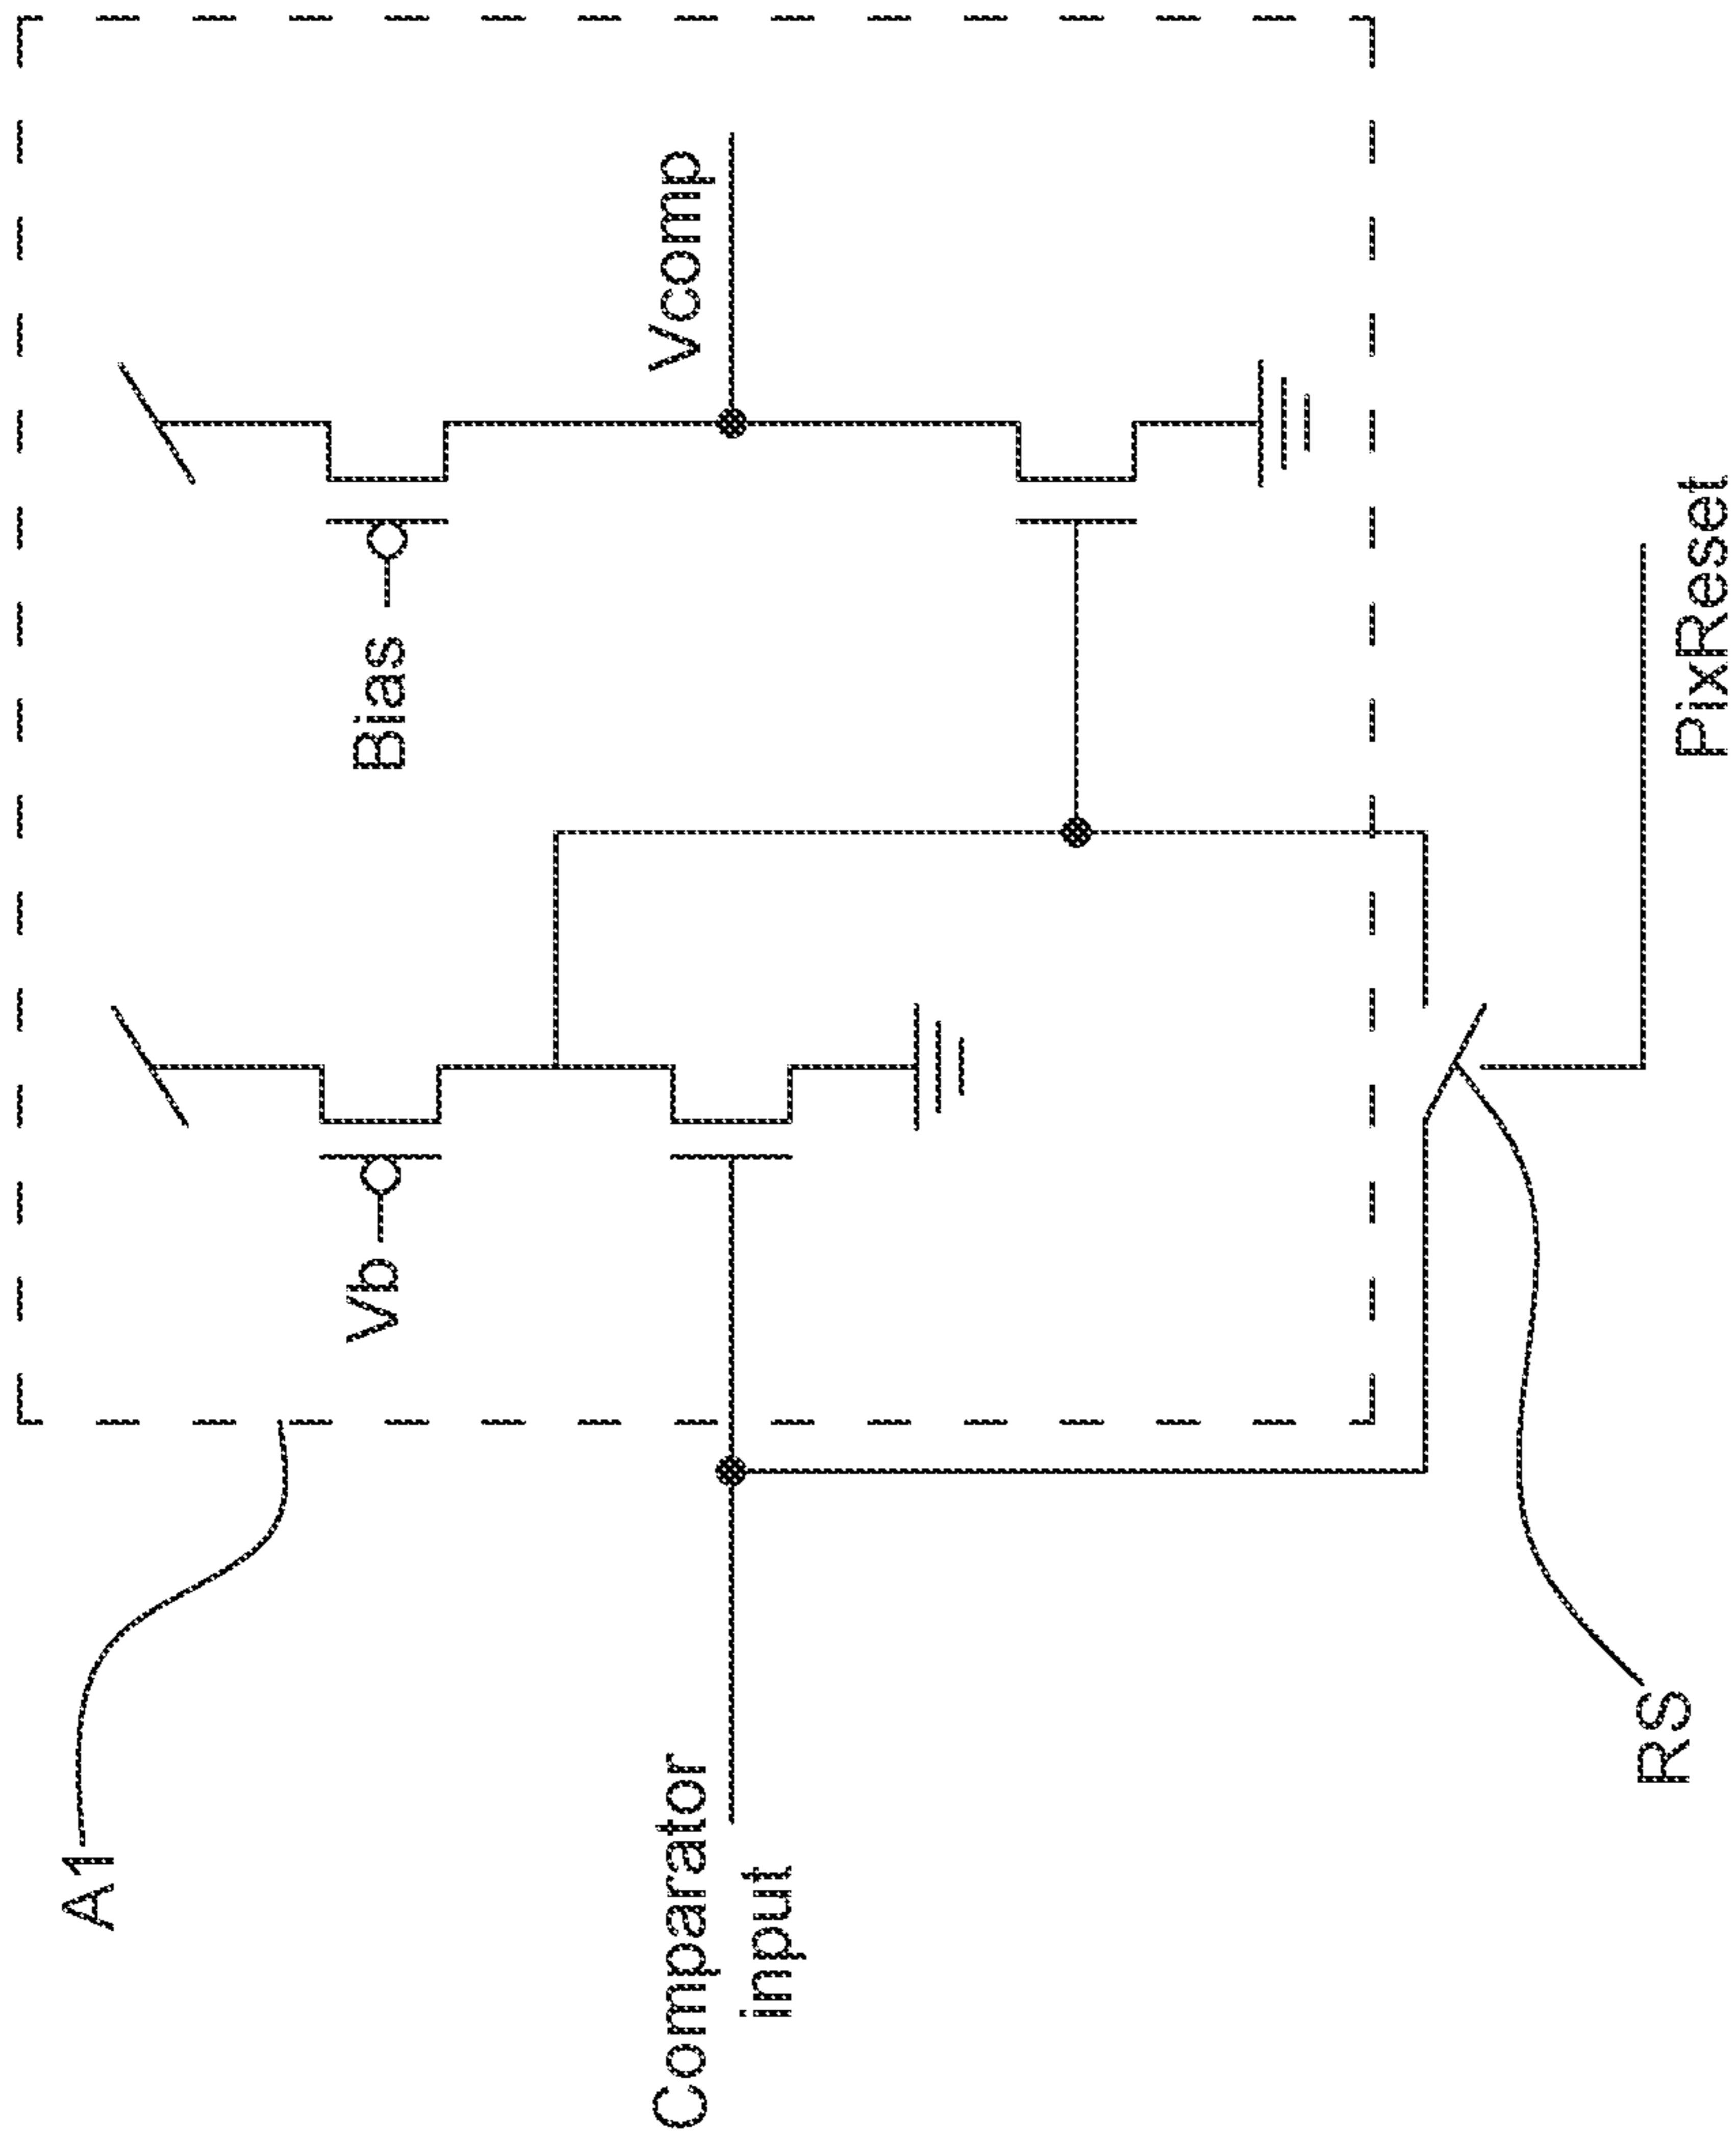 A1
Vb
Bias
Vcomp
Comparator
input
RS
PixReset